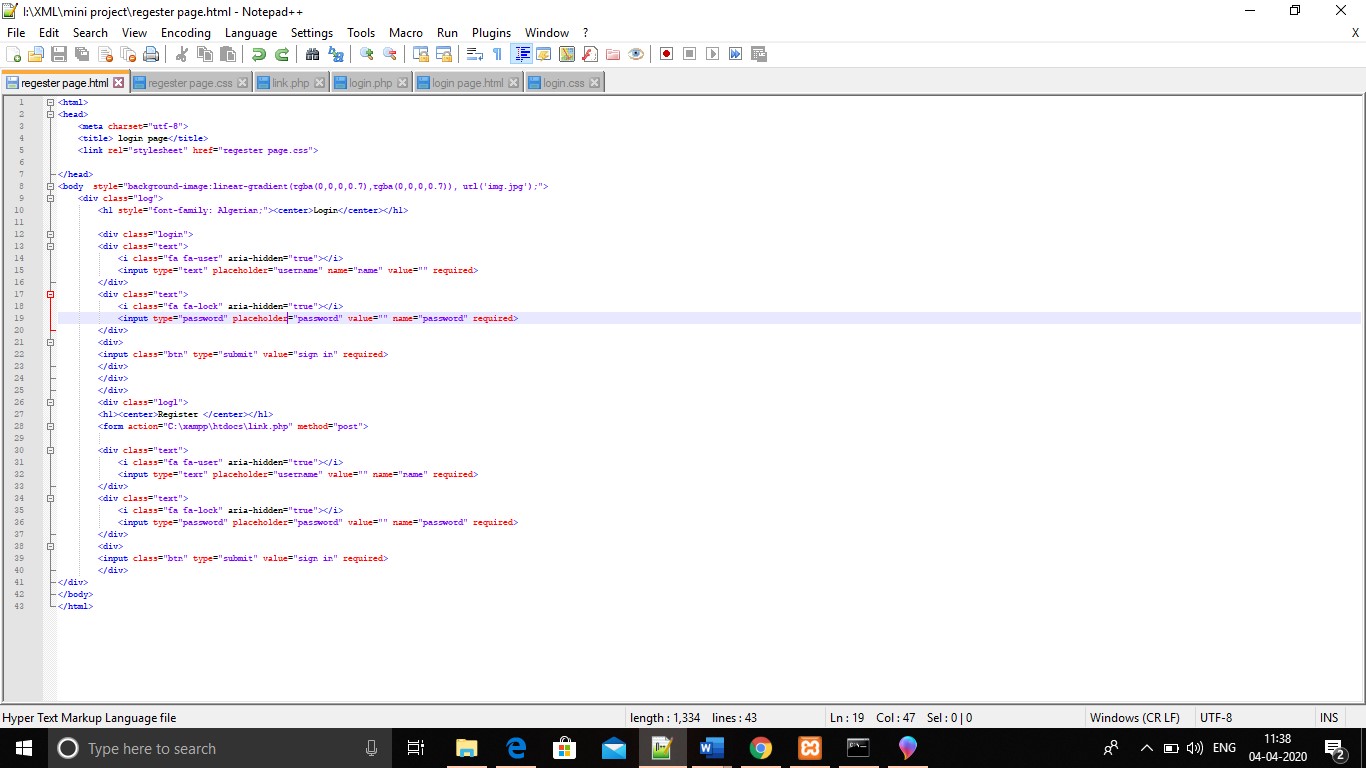 I:\XML\mini project\regester page.html - Notepad++
File Edit Search View Encoding Language Settings Tools Macro Run Plugins Window ? X
regester page.html regester page.css link.php login.php login page.html login.css
1 <html>
2 <head>
3 <meta charset="utf-8">
4 <title> login page</title>
5 <link rel="stylesheet" href="regester page.css">
6
7 </head>
8 <body style="background-image:linear-gradient(rgba(0,0,0,0.7),rgba(0,0,0,0.7)), url('img.jpg');">
9 <div class="log">
10 <h1 style="font-family: Algerian;"><center>Login</center></h1>
11
12 <div class="login">
13 <div class="text">
14 <i class="fa fa-user" aria-hidden="true"></i>
15 <input type="text" placeholder="username" name="name" value="" required>
16 </div>
17 <div class="text">
18 <i class="fa fa-lock" aria-hidden="true"></i>
19 <input type="password" placeholder="password" value="" name="password" required>
20 </div>
21 <div>
22 <input class="btn" type="submit" value="sign in" required>
23 </div>
24 </div>
25 </div>
26 <div class="log1">
27 <h1><center>Register </center></h1>
28 <form action="C:\xampp\htdocs\link.php" method="post">
29
30 <div class="text">
31 <i class="fa fa-user" aria-hidden="true"></i>
32 <input type="text" placeholder="username" value="" name="name" required>
33 </div>
34 <div class="text">
35 <i class="fa fa-lock" aria-hidden="true"></i>
36 <input type="password" placeholder="password" value="" name="password" required>
37 </div>
38 <div>
39 <input class="btn" type="submit" value="sign in" required>
40 </div>
41 </div>
42 </body>
43 </html>
Hyper Text Markup Language file length : 1,334 lines : 43 Ln : 19 Col : 47 Sel : 0 | 0 Windows (CR LF) UTF-8 INS
Type here to search ENG 11:38
04-04-2020 2